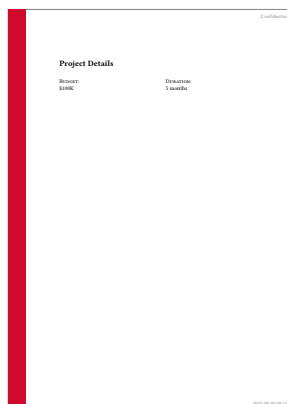 Confidential
Project Details
Budget: Duration:
$100K 5 months